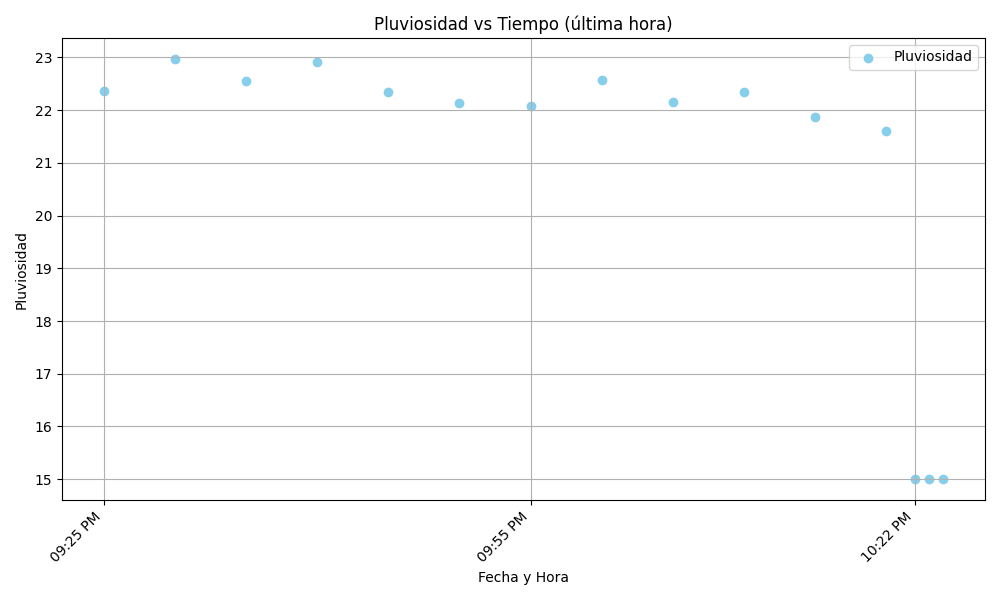 Pluviosidad vs Tiempo (última hora)
Pluviosidad
23
22
21
20
19
18
17
16
15
Pluviosidad
09:25 PM
09:55 PM
10:22 PM
Fecha y Hora